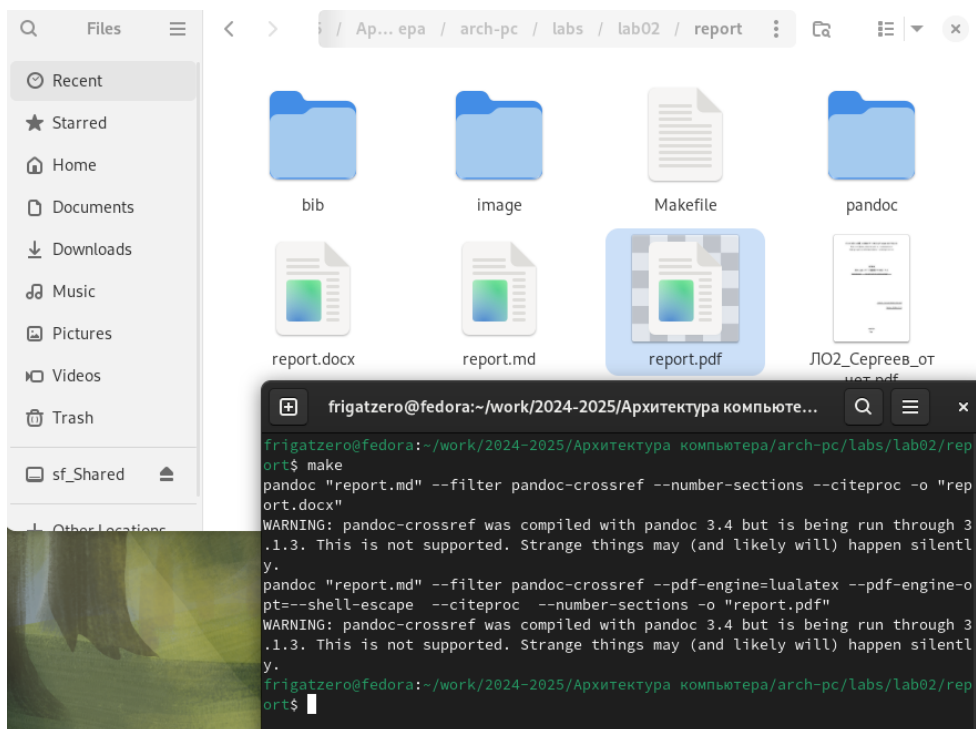 Files
/ Ap... epa / arch-pc / labs / lab02 / report
Recent
Starred
Home
Documents
Downloads
Music
Pictures
Videos
Trash
sf_Shared
Other Locations
bib
image
Makefile
pandoc
report.docx
report.md
report.pdf
ЛО2_Сергеев_от
чет.pdf
frigatzero@fedora:~/work/2024-2025/Архитектура компьюте...
frigatzero@fedora:~/work/2024-2025/Архитектура компьютера/arch-pc/labs/lab02/rep
ort$ make
pandoc "report.md" --filter pandoc-crossref --number-sections --citeproc -o "rep
ort.docx"
WARNING: pandoc-crossref was compiled with pandoc 3.4 but is being run through 3
.1.3. This is not supported. Strange things may (and likely will) happen silentl
y.
pandoc "report.md" --filter pandoc-crossref --pdf-engine=lualatex --pdf-engine-o
pt=--shell-escape  --citeproc  --number-sections -o "report.pdf"
WARNING: pandoc-crossref was compiled with pandoc 3.4 but is being run through 3
.1.3. This is not supported. Strange things may (and likely will) happen silentl
y.
frigatzero@fedora:~/work/2024-2025/Архитектура компьютера/arch-pc/labs/lab02/rep
ort$